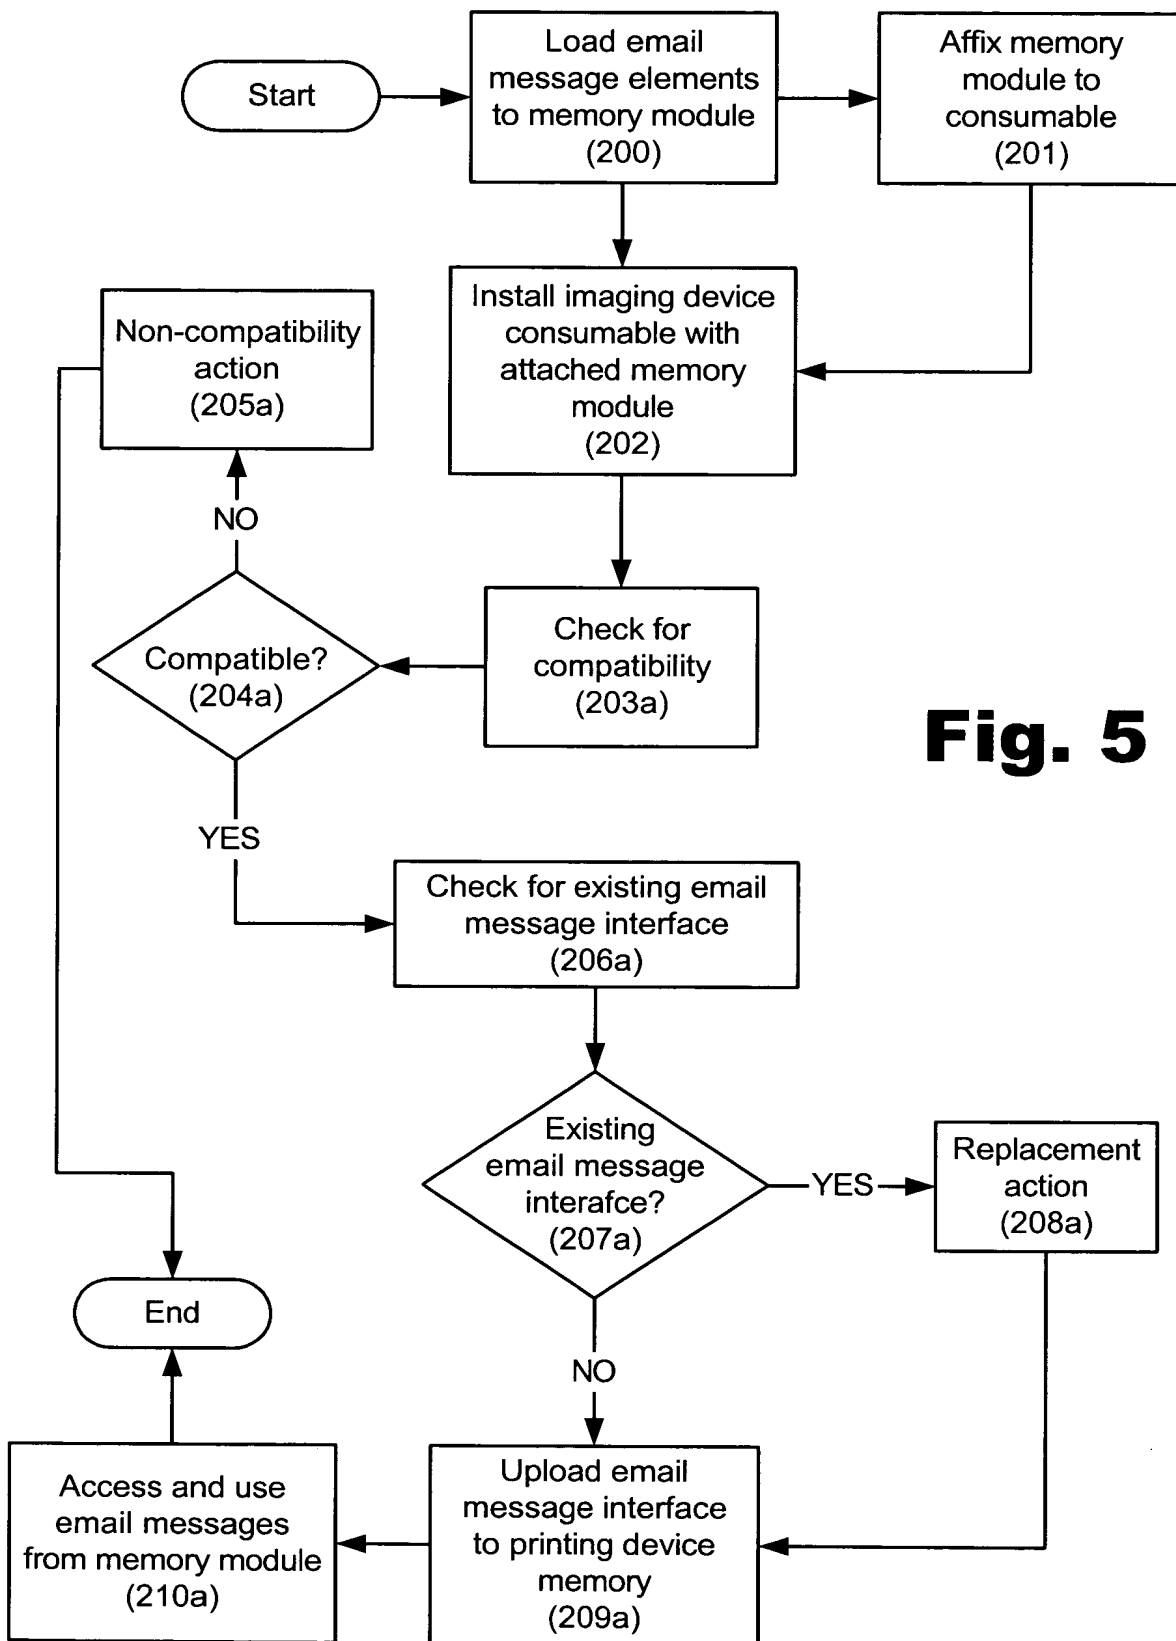 Start
Load email
message elements
to memory module
(200)
Affix memory
module to
consumable
(201)
Install imaging device
consumable with
attached memory
module
(202)
Non-compatibility
action
(205a)
NO
Compatible?
(204a)
Check for
compatibility
(203a)
Fig. 5
YES
Check for existing email
message interface
(206a)
Existing
email message
interafce?
(207a)
YES
Replacement
action
(208a)
End
NO
Access and use
email messages
from memory module
(210a)
Upload email
message interface
to printing device
memory
(209a)